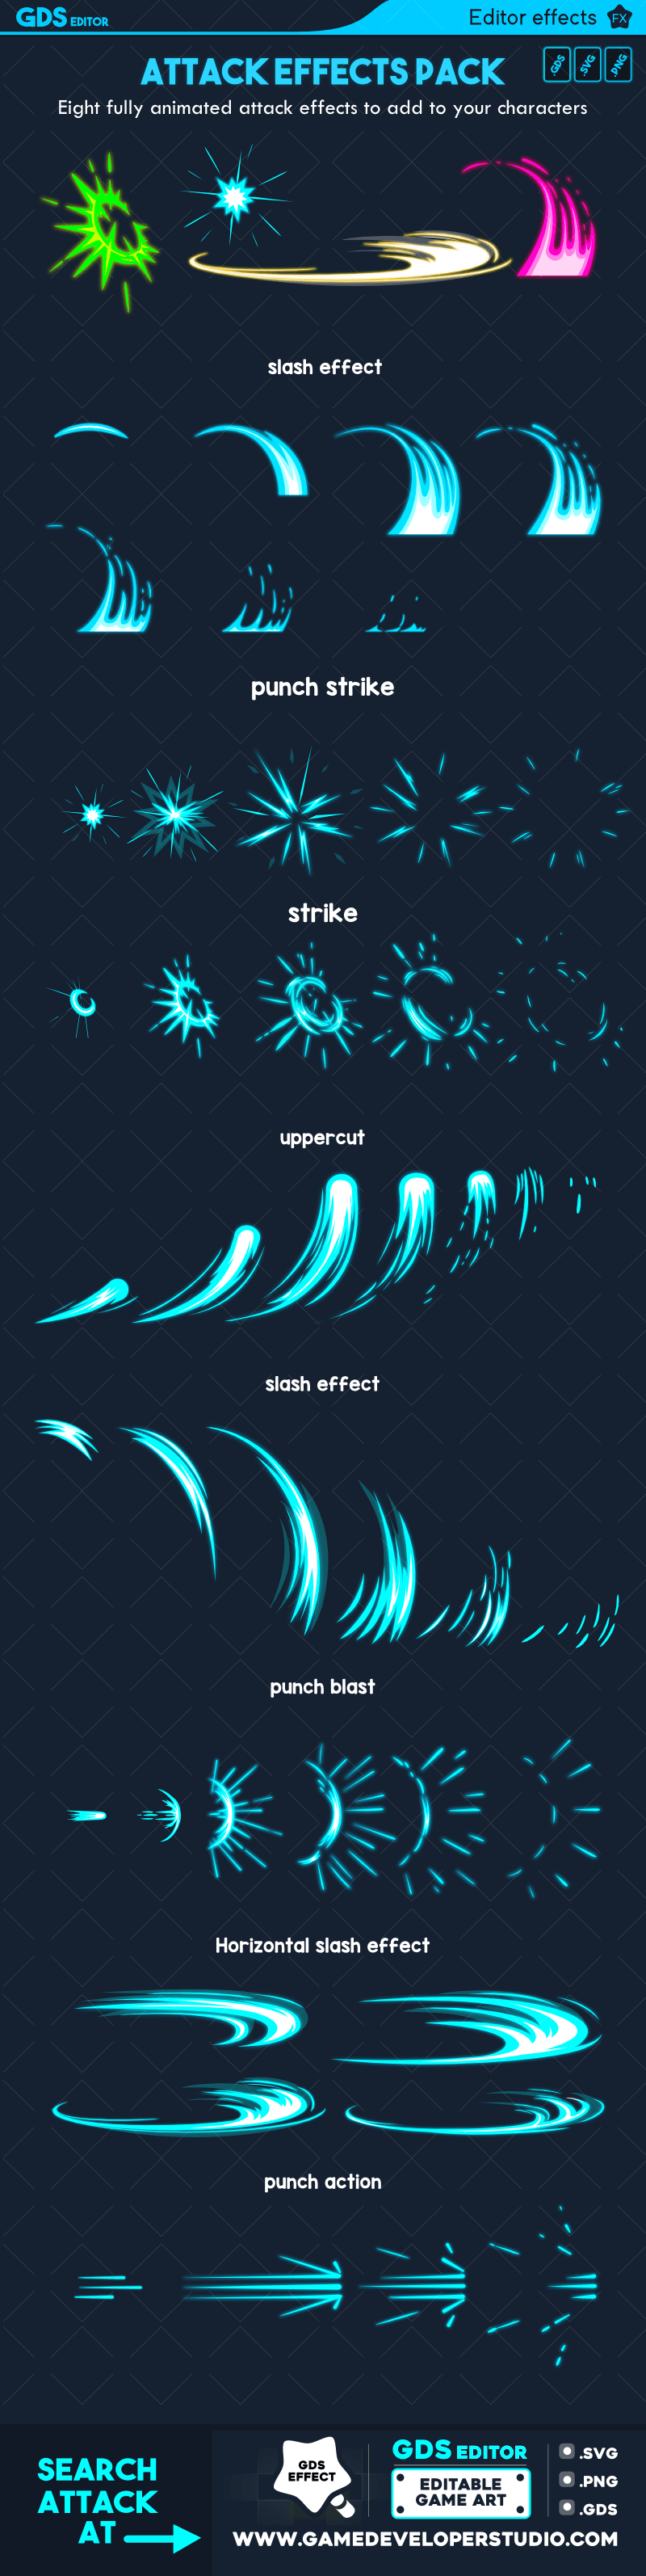 GDS EDITOR
Editor effects FX
ATTACK EFFECTS PACK
.GDS .SVG .PNG
Eight fully animated attack effects to add to your characters
slash effect
punch strike
strike
uppercut
slash effect
punch blast
Horizontal slash effect
punch action
SEARCH
ATTACK
AT
GDS
EFFECT
GDS EDITOR
EDITABLE
GAME ART
.SVG
.PNG
.GDS
WWW.GAMEDEVELOPERSTUDIO.COM